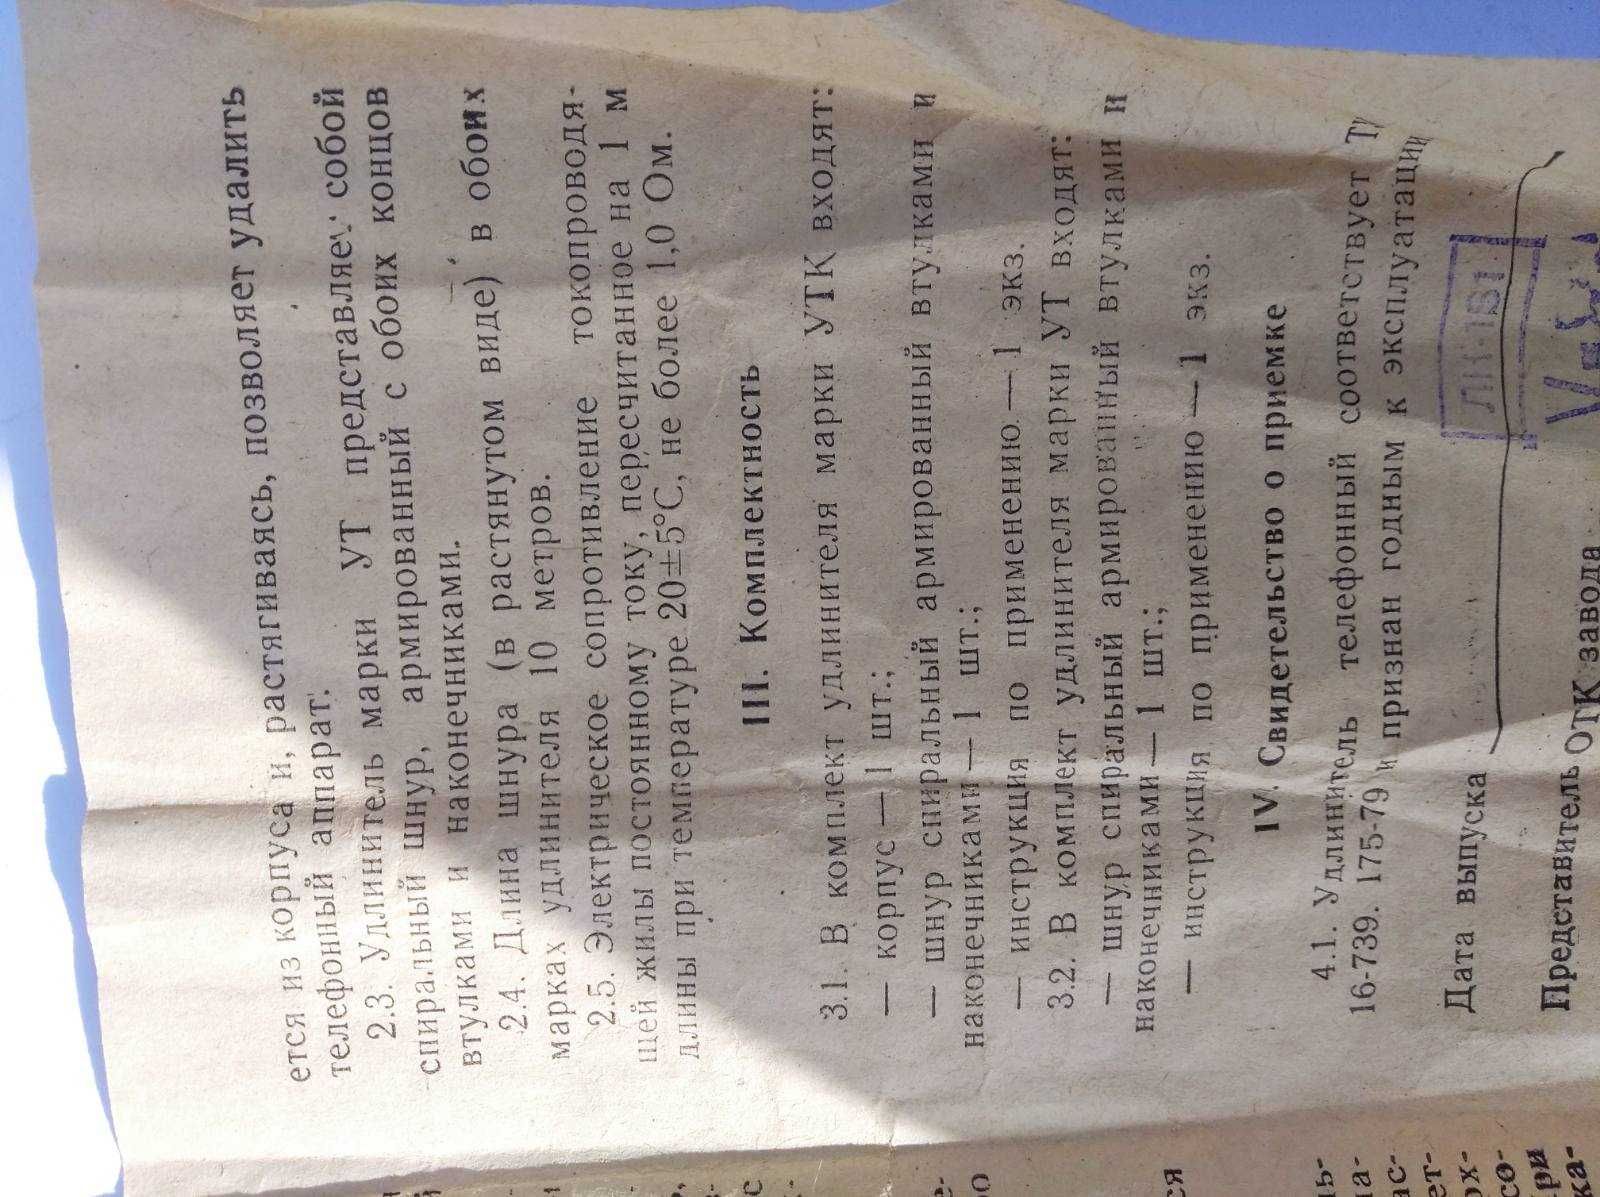 ется из корпуса и, растягиваясь, позволяет удалить
телефонный аппарат.
2.3. Удлинитель марки УТ представляет собой
спиральный шнур, армированный с обоих концов
втулками и наконечниками.
2.4. Длина шнура (в растянутом виде) в обоих
марках удлинителя 10 метров.
2.5. Электрическое сопротивление токопроводя-
щей жилы постоянному току, пересчитанное на 1 м
длины при температуре 20±5°С, не более 1,0 Ом.
III. Комплектность
3.1. В комплект удлинителя марки УТК входят:
— корпус — 1 шт.;
— шнур спиральный армированный втулками и
наконечниками — 1 шт.;
— инструкция по применению. — 1 экз.
3.2. В комплект удлинителя марки УТ входят:
— шнур спиральный армированный втулками и
наконечниками — 1 шт.;
— инструкция по применению — 1 экз.
IV. Свидетельство о приемке
4.1. Удлинитель телефонный соответствует
16-739. 175-79 и признан годным к эксплуатации
Дата выпуска
Представитель ОТК завода